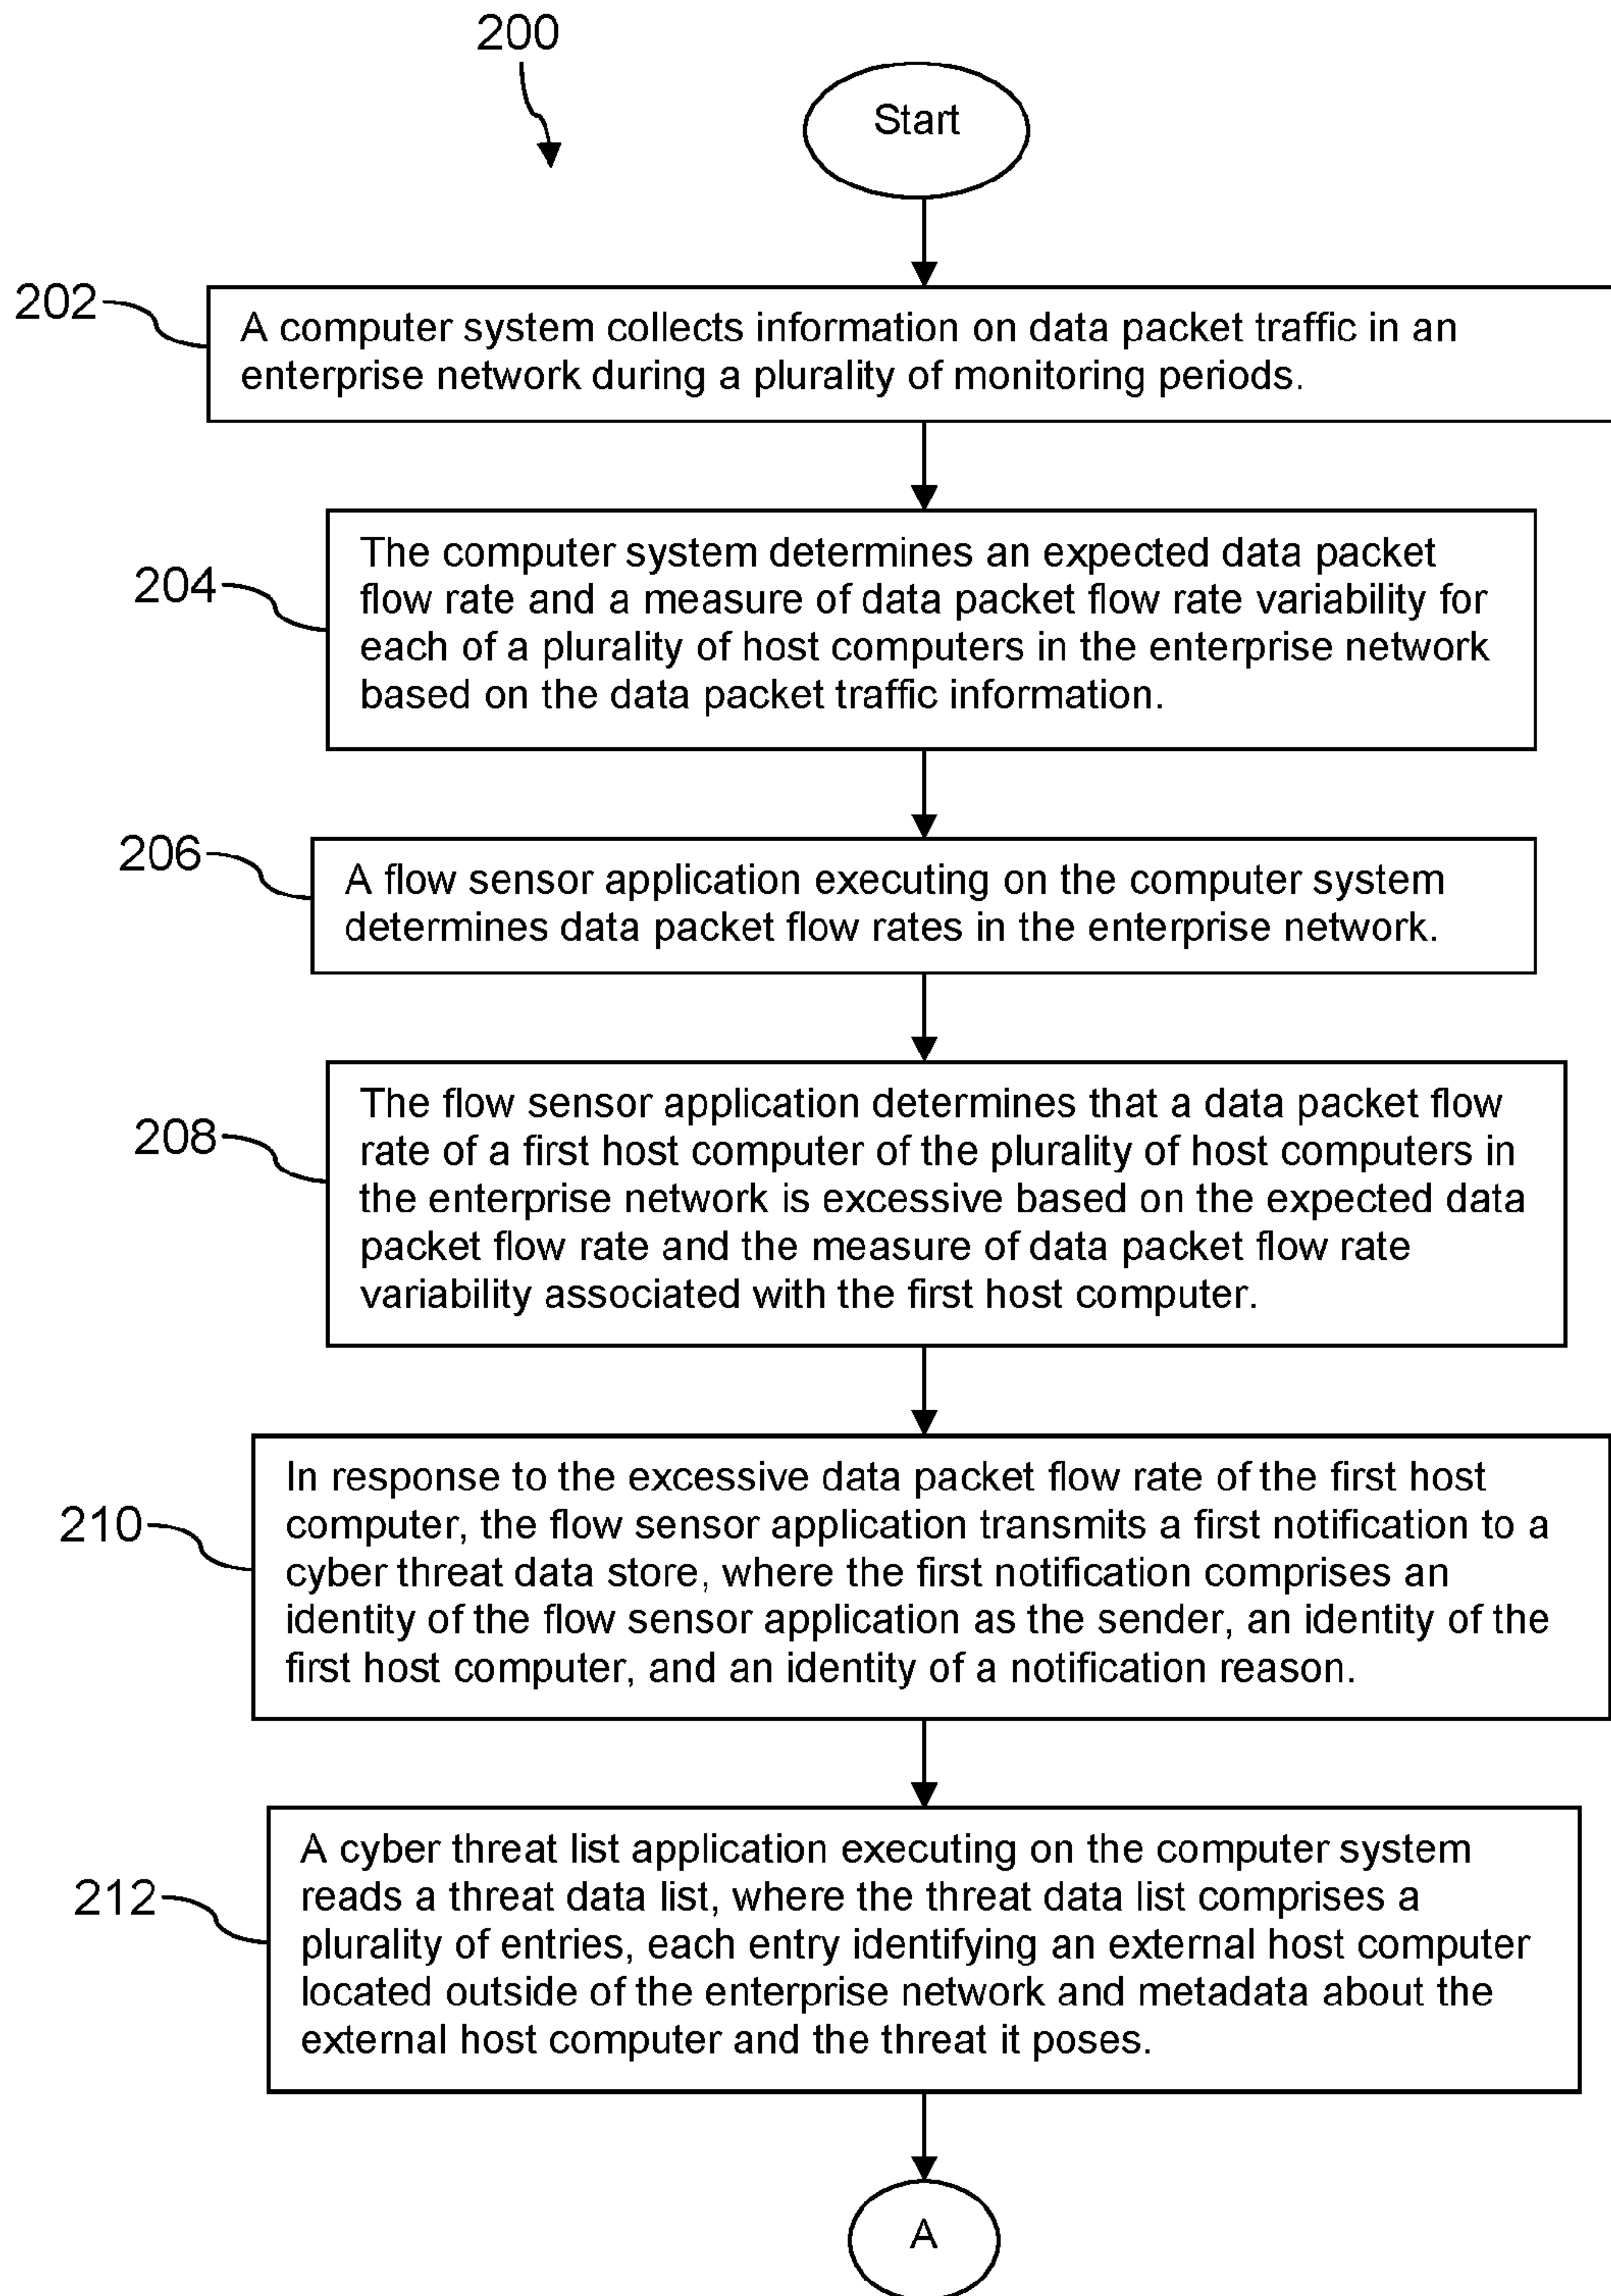 200
Start
202
A computer system collects information on data packet traffic in an
enterprise network during a plurality of monitoring periods.
204
The computer system determines an expected data packet
flow rate and a measure of data packet flow rate variability for
each of a plurality of host computers in the enterprise network
based on the data packet traffic information.
206
A flow sensor application executing on the computer system
determines data packet flow rates in the enterprise network.
208
The flow sensor application determines that a data packet flow
rate of a first host computer of the plurality of host computers in
the enterprise network is excessive based on the expected data
packet flow rate and the measure of data packet flow rate
variability associated with the first host computer.
210
In response to the excessive data packet flow rate of the first host
computer, the flow sensor application transmits a first notification to a
cyber threat data store, where the first notification comprises an
identity of the flow sensor application as the sender, an identity of the
first host computer, and an identity of a notification reason.
212
A cyber threat list application executing on the computer system
reads a threat data list, where the threat data list comprises a
plurality of entries, each entry identifying an external host computer
located outside of the enterprise network and metadata about the
external host computer and the threat it poses.
A